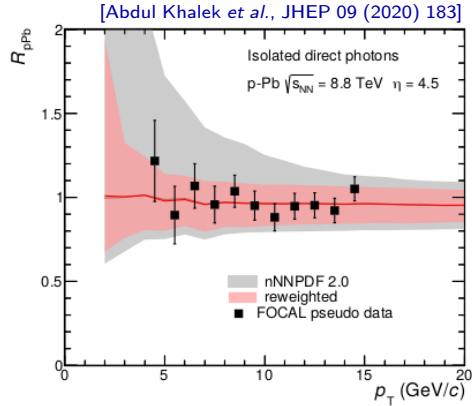 [Abdul Khalek et al., JHEP 09 (2020) 183]
R_pPb
2
1.5
1
0.5
0
Isolated direct photons
p-Pb √s_NN = 8.8 TeV η = 4.5
nNNPDF 2.0
reweighted
FOCAL pseudo data
0 5 10 15 20
p_T (GeV/c)